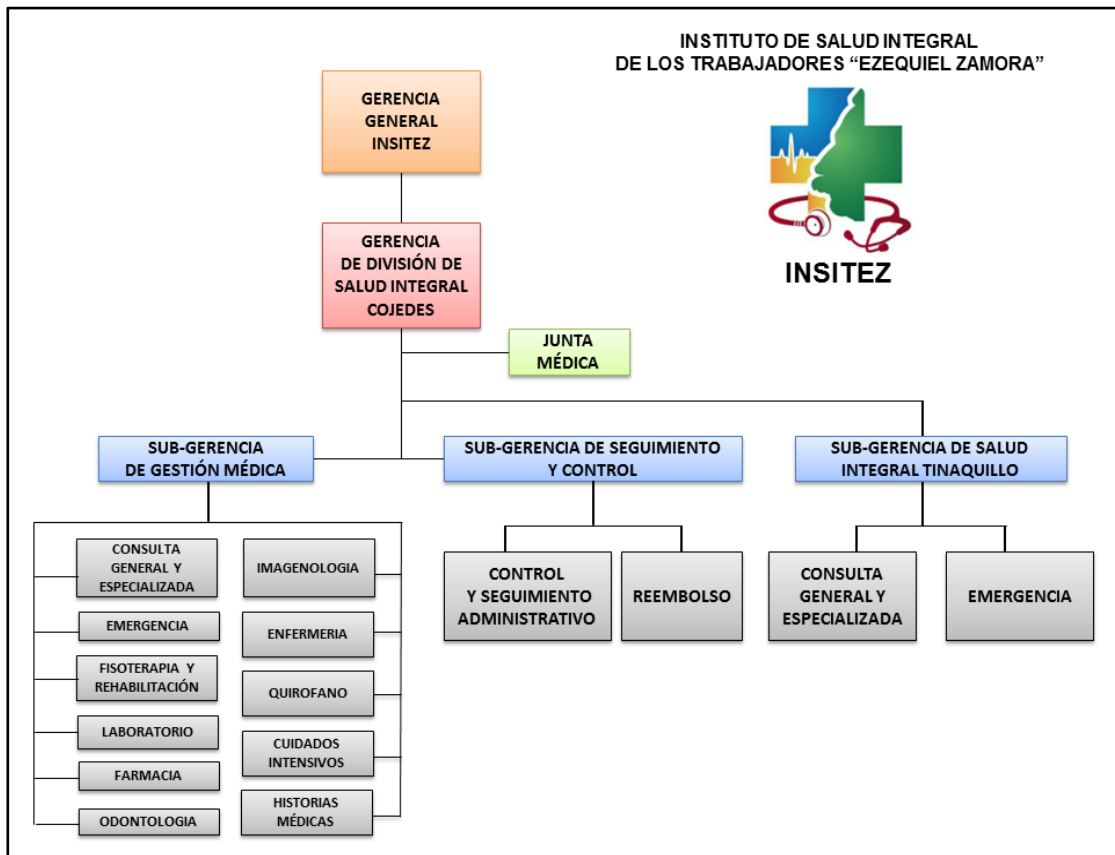 INSTITUTO DE SALUD INTEGRAL
DE LOS TRABAJADORES “EZEQUIEL ZAMORA”
INSITEZ
GERENCIA
GENERAL
INSITEZ
GERENCIA
DE DIVISIÓN DE
SALUD INTEGRAL
COJEDES
JUNTA
MÉDICA
SUB-GERENCIA
DE GESTIÓN MÉDICA
SUB-GERENCIA DE SEGUIMIENTO
Y CONTROL
SUB-GERENCIA DE SALUD
INTEGRAL TINAQUILLO
CONSULTA
GENERAL Y
ESPECIALIZADA
EMERGENCIA
FISOTERAPIA Y
REHABILITACIÓN
LABORATORIO
FARMACIA
ODONTOLOGIA
IMAGENOLOGIA
ENFERMERIA
QUIROFANO
CUIDADOS
INTENSIVOS
HISTORIAS
MÉDICAS
CONTROL
Y SEGUIMIENTO
ADMINISTRATIVO
REEMBOLSO
CONSULTA
GENERAL Y
ESPECIALIZADA
EMERGENCIA